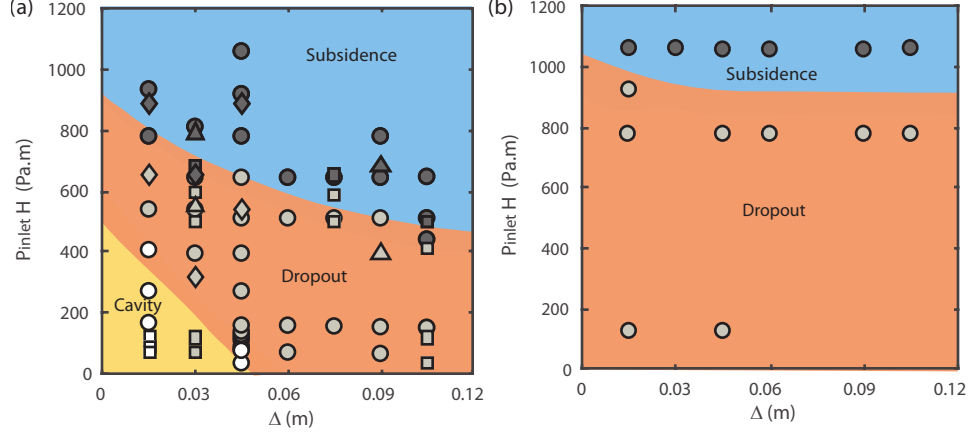 (a)
1200
1000
800
600
400
200
0
Pinlet H (Pa.m)
Subsidence
Dropout
Cavity
0 0.03 0.06 0.09 0.12
Δ (m)
(b)
1200
1000
800
600
400
200
0
Pinlet H (Pa.m)
Subsidence
Dropout
0 0.03 0.06 0.09 0.12
Δ (m)